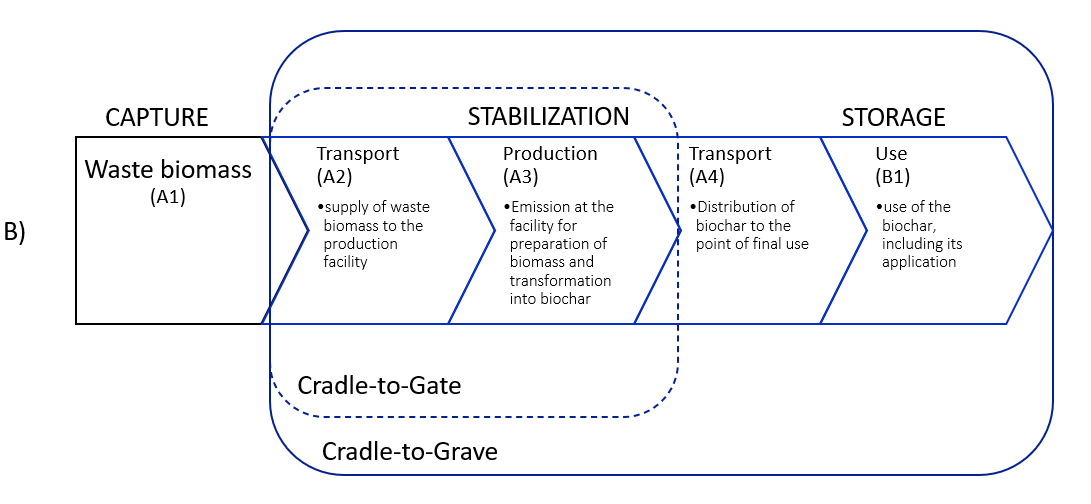 CAPTURE
STABILIZATION
STORAGE
B)
Waste biomass
(A1)
Transport
(A2)
•supply of waste
biomass to the
production
facility
Production
(A3)
•Emission at the
facility for
preparation of
biomass and
transformation
into biochar
Transport
(A4)
•Distribution of
biochar to the
point of final use
Use
(B1)
•use of the
biochar,
including its
application
Cradle-to-Gate
Cradle-to-Grave